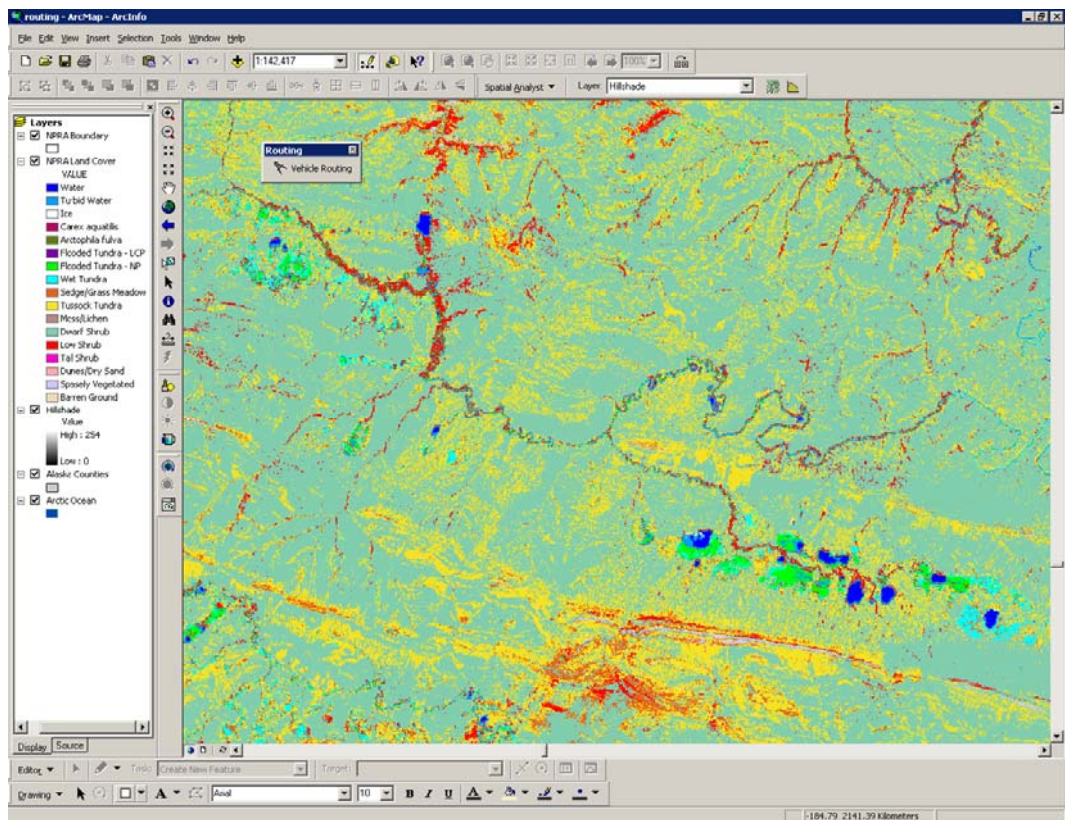 routing - ArcMap - ArcInfo
File Edit View Insert Selection Tools Window Help
1:142,417
100%
Spatial Analyst
Layer: Hillshade
Layers
NPRA Boundary
NPRA Land Cover
VALUE
Water
Turbid Water
Ice
Carex aquatilis
Arctophila fulva
Flooded Tundra - LCP
Flooded Tundra - NP
Wet Tundra
Sedge/Grass Meadow
Tussock Tundra
Moss/Lichen
Dwarf Shrub
Low Shrub
Tall Shrub
Dunes/Dry Sand
Sparsely Vegetated
Barren Ground
Hillshade
Value
High : 254
Low : 0
Alaska Counties
Arctic Ocean
Routing
Vehicle Routing
Display Source
Editor Task: Create New Feature Target:
Drawing A Arial 10 B I U A
-184.79 2141.39 Kilometers